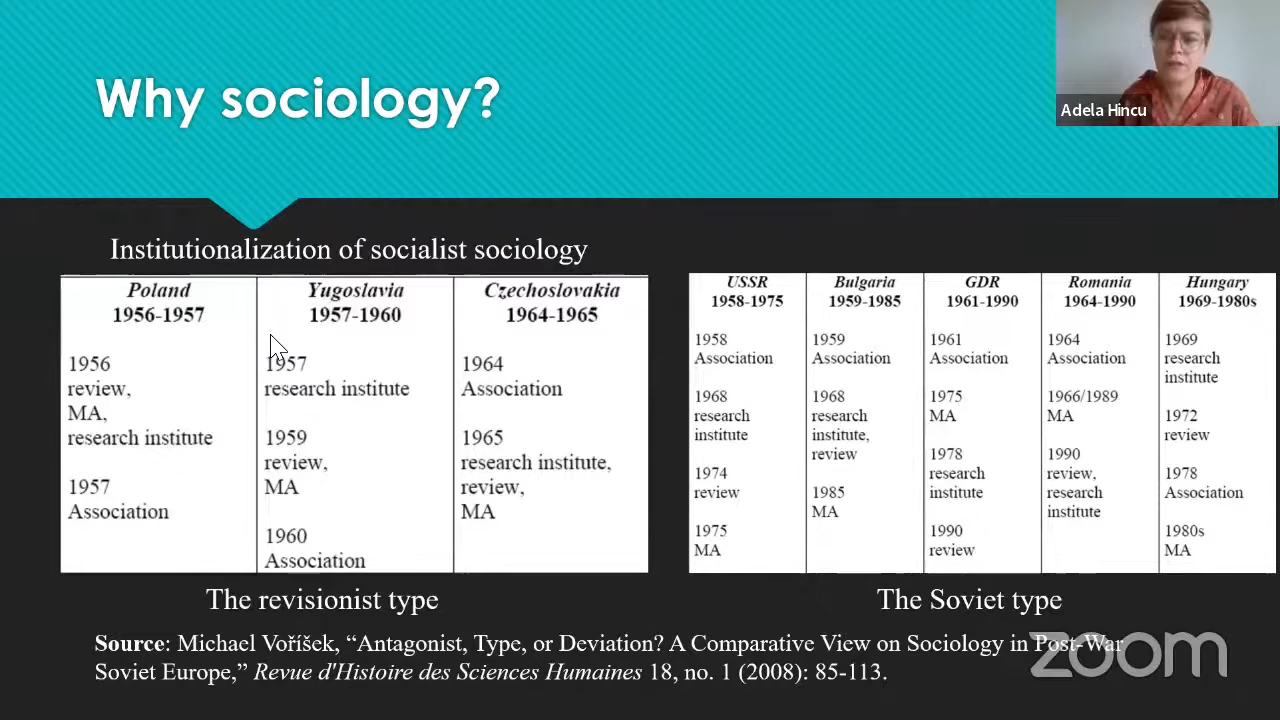 Why sociology?
Adela Hincu
Institutionalization of socialist sociology
Poland
1956-1957
1956
review,
MA,
research institute
1957
Association
Yugoslavia
1957-1960
1957
research institute
1959
review,
MA
1960
Association
Czechoslovakia
1964-1965
1964
Association
1965
research institute,
review,
MA
USSR
1958-1975
1958
Association
1968
research
institute
1974
review
1975
MA
Bulgaria
1959-1985
1959
Association
1968
research
institute,
review
1985
MA
GDR
1961-1990
1961
Association
1975
MA
1978
research
institute
1990
review
Romania
1964-1990
1964
Association
1966/1989
MA
1990
review,
research
institute
Hungary
1969-1980s
1969
research
institute
1972
review
1978
Association
1980s
MA
The revisionist type
The Soviet type
Source: Michael Voříšek, “Antagonist, Type, or Deviation? A Comparative View on Sociology in Post-War
Soviet Europe,” Revue d'Histoire des Sciences Humaines 18, no. 1 (2008): 85-113.
zoom